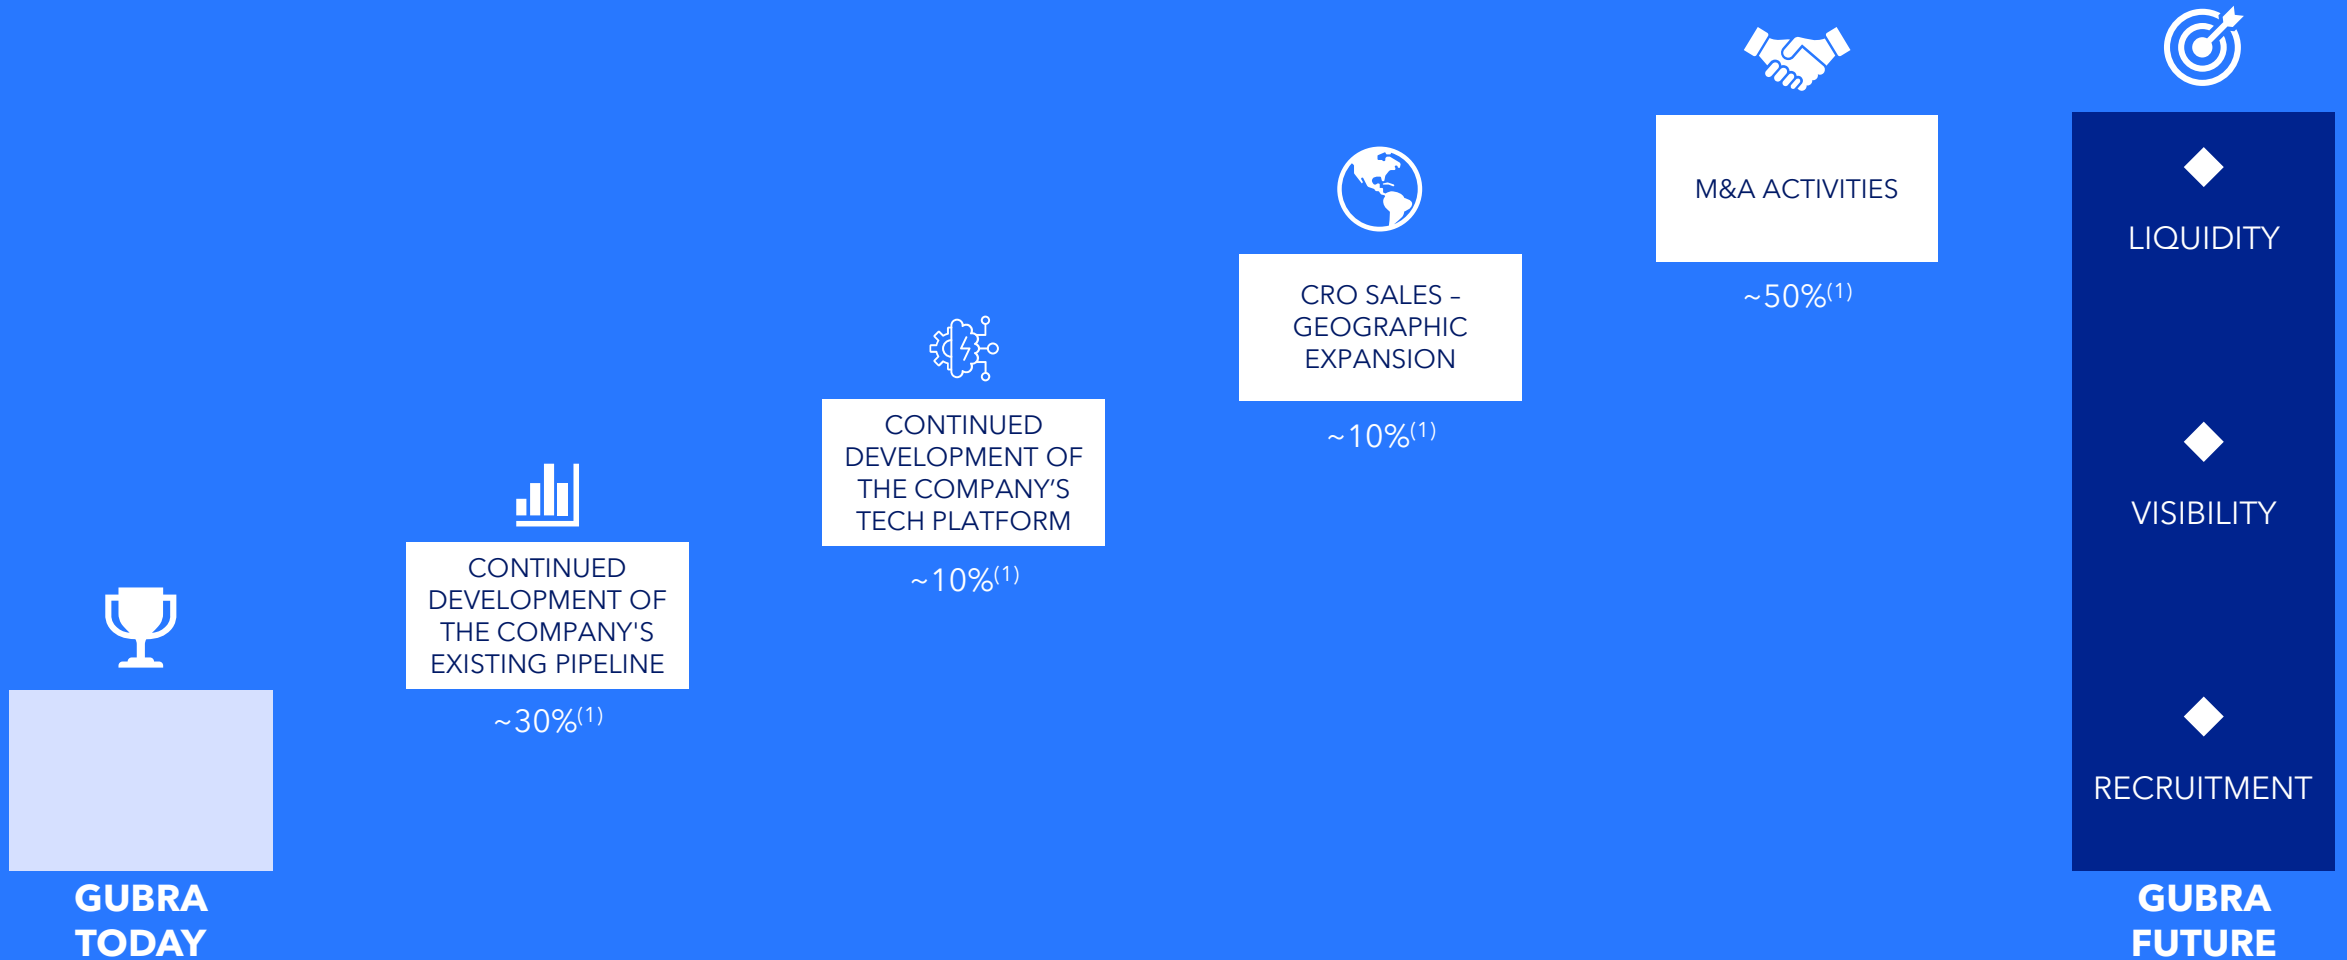 GUBRA
TODAY
CONTINUED
DEVELOPMENT OF
THE COMPANY'S
EXISTING PIPELINE
~30%(1)
CONTINUED
DEVELOPMENT OF
THE COMPANY’S
TECH PLATFORM
~10%(1)
CRO SALES –
GEOGRAPHIC
EXPANSION
~10%(1)
M&A ACTIVITIES
~50%(1)
LIQUIDITY
VISIBILITY
RECRUITMENT
GUBRA
FUTURE